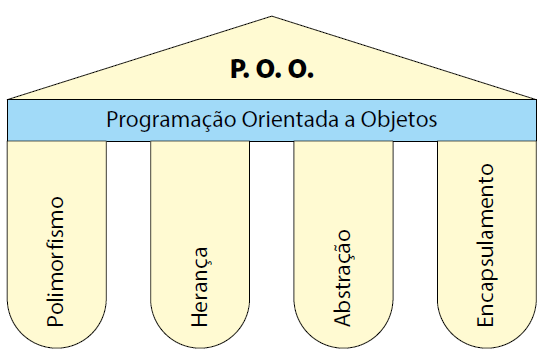 P. O. O.
Programação Orientada a Objetos
Polimorfismo
Herança
Abstração
Encapsulamento